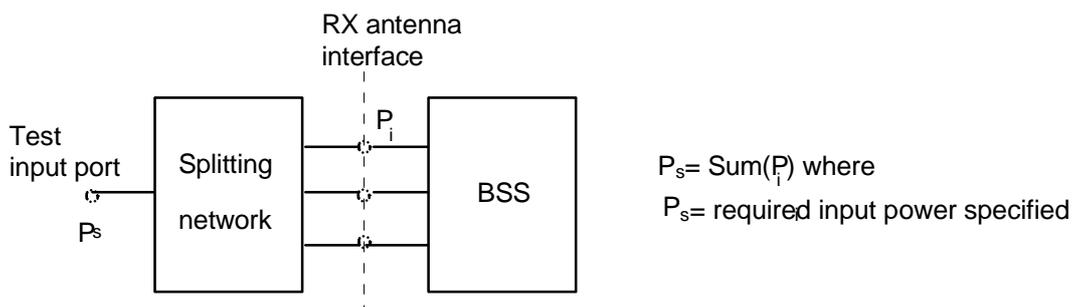 RX antenna
interface
Test
input port
Ps
Splitting
network
Pi
BSS
Ps= Sum(Pi) where
Ps= required input power specified